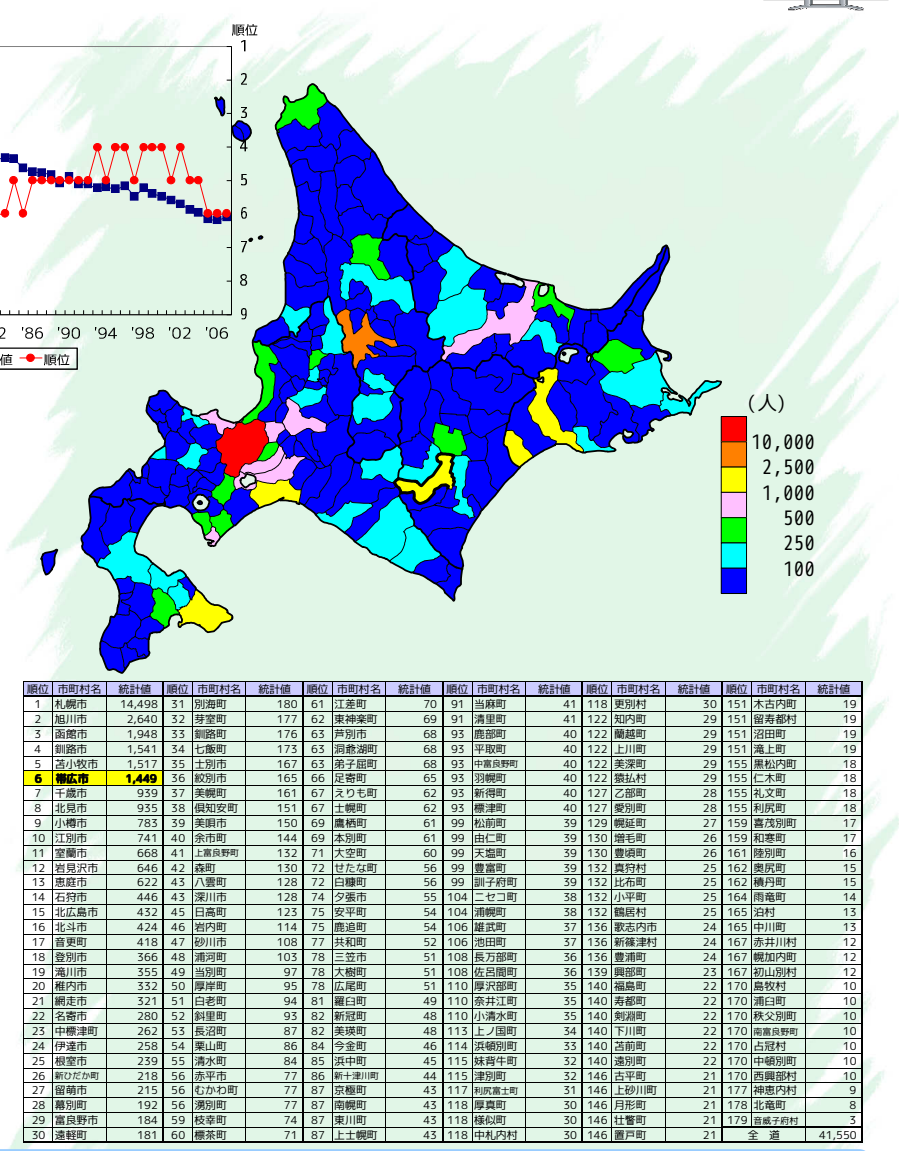 順位
1
2
3
4
5
6
7
8
9
2 '86 '90 '94 '98 '02 '06
値 順位
(人)
10,000
2,500
1,000
500
250
100
順位 市町村名 統計値 順位 市町村名 統計値 順位 市町村名 統計値 順位 市町村名 統計値 順位 市町村名 統計値 順位 市町村名 統計値
1 札幌市 14,498 31 別海町 180 61 江差町 70 91 当麻町 41 118 更別村 30 151 木古内町 19
2 旭川市 2,640 32 芽室町 177 62 東神楽町 69 91 清里町 41 122 知内町 29 151 留寿都村 19
3 函館市 1,948 33 釧路町 176 63 芦別市 68 93 鹿部町 40 122 蘭越町 29 151 沼田町 19
4 釧路市 1,541 34 七飯町 173 63 洞爺湖町 68 93 平取町 40 122 上川町 29 151 滝上町 19
5 苫小牧市 1,517 35 士別市 167 63 弟子屈町 68 93 中富良野町 40 122 美深町 29 155 黒松内町 18
6 帯広市 1,449 36 紋別市 165 66 足寄町 65 93 羽幌町 40 122 猿払村 29 155 仁木町 18
7 千歳市 939 37 美幌町 161 67 えりも町 62 93 新得町 40 127 乙部町 28 155 礼文町 18
8 北見市 935 38 倶知安町 151 67 士幌町 62 93 標津町 40 127 愛別町 28 155 利尻町 18
9 小樽市 783 39 美唄市 150 69 鷹栖町 61 99 松前町 39 129 幌延町 27 159 喜茂別町 17
10 江別市 741 40 余市町 144 69 本別町 61 99 由仁町 39 130 増毛町 26 159 和寒町 17
11 室蘭市 668 41 上富良野町 132 71 大空町 60 99 天塩町 39 130 豊頃町 26 161 陸別町 16
12 岩見沢市 646 42 森町 130 72 せたな町 56 99 豊富町 39 132 真狩村 25 162 奥尻町 15
13 恵庭市 622 43 八雲町 128 72 白糠町 56 99 訓子府町 39 132 比布町 25 162 積丹町 15
14 石狩市 446 43 深川市 128 74 夕張市 55 104 ニセコ町 38 132 小平町 25 164 雨竜町 14
15 北広島市 432 45 日高町 123 75 安平町 54 104 浦幌町 38 132 鶴居村 25 165 泊村 13
16 北斗市 424 46 岩内町 114 75 鹿追町 54 106 雄武町 37 136 歌志内市 24 165 中川町 13
17 音更町 418 47 砂川市 108 77 共和町 52 106 池田町 37 136 新篠津村 24 167 赤井川村 12
18 登別市 366 48 浦河町 103 78 三笠市 51 108 長万部町 36 136 豊浦町 24 167 幌加内町 12
19 滝川市 355 49 当別町 97 78 大樹町 51 108 佐呂間町 36 139 興部町 23 167 初山別村 12
20 稚内市 332 50 厚岸町 95 78 広尾町 51 110 厚沢部町 35 140 福島町 22 170 島牧村 10
21 網走市 321 51 白老町 94 81 羅臼町 49 110 奈井江町 35 140 寿都町 22 170 浦臼町 10
22 名寄市 280 52 斜里町 93 82 新冠町 48 110 小清水町 35 140 剣淵町 22 170 秩父別町 10
23 中標津町 262 53 長沼町 87 82 美瑛町 48 113 上ノ国町 34 140 下川町 22 170 南富良野町 10
24 伊達市 258 54 栗山町 86 84 今金町 46 114 浜頓別町 33 140 苫前町 22 170 占冠村 10
25 根室市 239 55 清水町 84 85 浜中町 45 115 妹背牛町 32 140 遠別町 22 170 中頓別町 10
26 新ひだか町 218 56 赤平市 77 86 新十津川町 44 115 津別町 32 146 古平町 21 170 西興部村 10
27 留萌市 215 56 むかわ町 77 87 京極町 43 117 利尻富士町 31 146 上砂川町 21 177 神恵内村 9
28 幕別町 192 56 湧別町 77 87 南幌町 43 118 厚真町 30 146 月形町 21 178 北竜町 8
29 富良野市 184 59 枝幸町 74 87 東川町 43 118 様似町 30 146 壮瞥町 21 179 音威子府村 3
30 遠軽町 181 60 標茶町 71 87 上士幌町 43 118 中札内村 30 146 置戸町 21 全 道 41,550